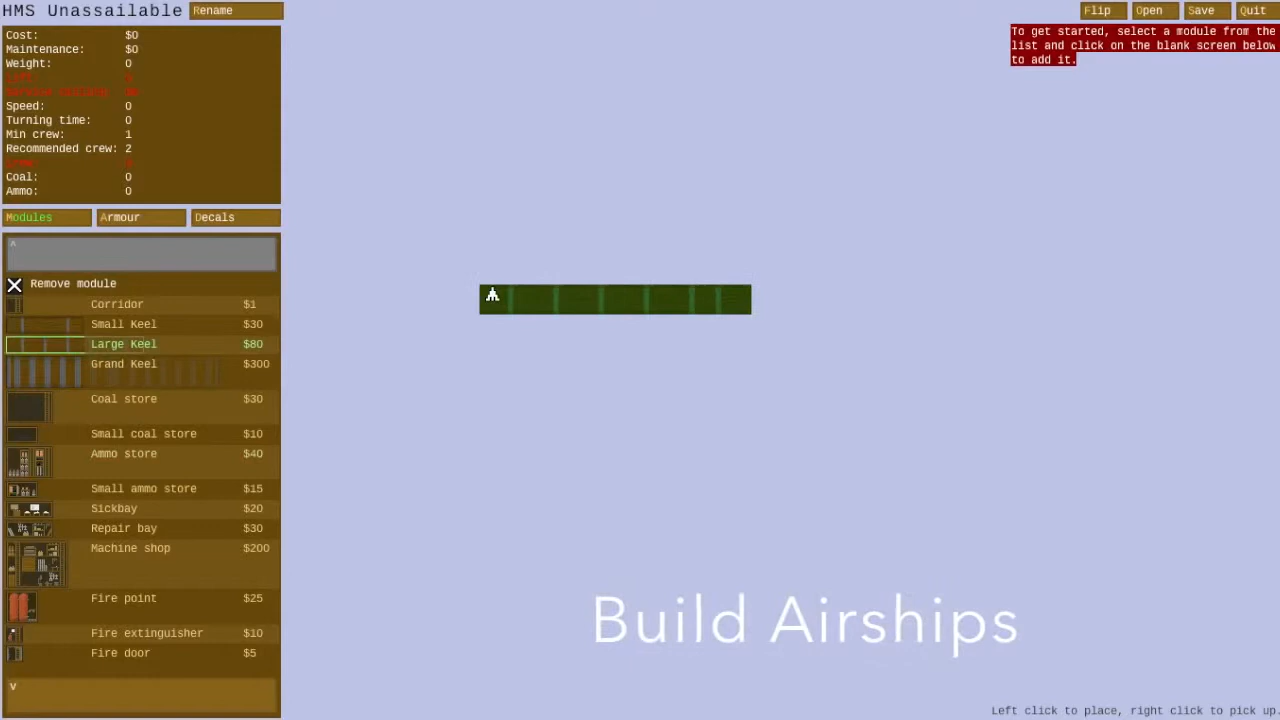 HMS Unassailable
Rename
Flip
Open
Save
Quit
To get started, select a module from the
list and click on the blank screen below
to add it.
Cost: $0
Maintenance: $0
Weight: 0
Speed: 0
Turning time: 0
Min crew: 1
Recommended crew: 2
Coal: 0
Ammo: 0
Modules
Armour
Decals
^
Remove module
Corridor $1
Small Keel $30
Large Keel $80
Grand Keel $300
Coal store $30
Small coal store $10
Ammo store $40
Small ammo store $15
Sickbay $20
Repair bay $30
Machine shop $200
Fire point $25
Fire extinguisher $10
Fire door $5
v
Build Airships
Left click to place, right click to pick up.